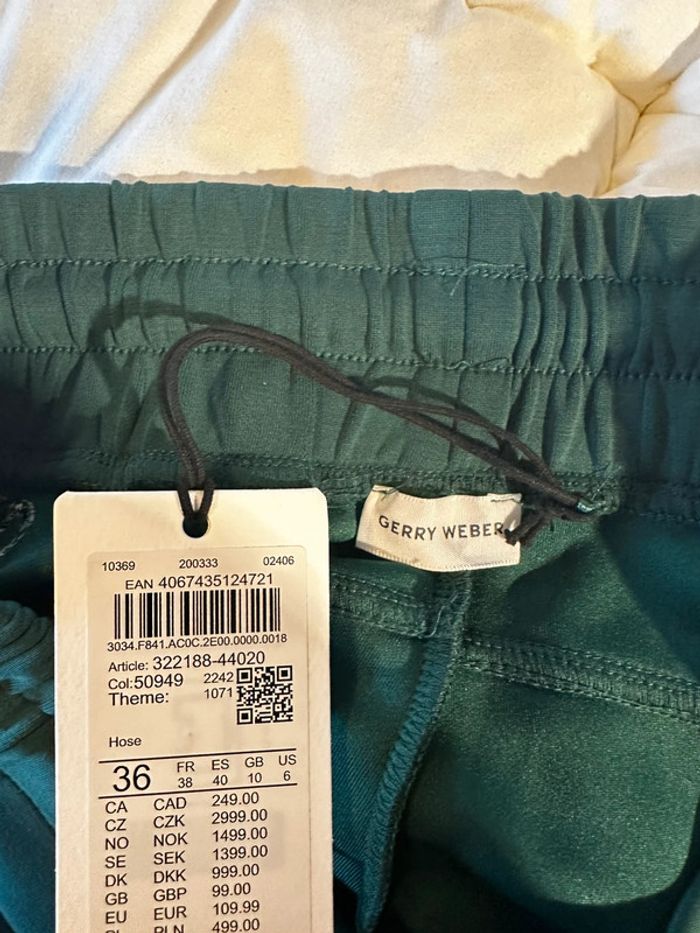 GERRY WEBER
10369 200333 02406
EAN 4067435124721
3034.F841.AC0C.2E00.0000.0018
Article: 322188-44020
Col:50949 2242
Theme: 1071
Hose
36 FR 38 ES 40 GB 10 US 6
CA CAD 249.00
CZ CZK 2999.00
NO NOK 1499.00
SE SEK 1399.00
DK DKK 999.00
GB GBP 99.00
EU EUR 109.99
PLN 499.00